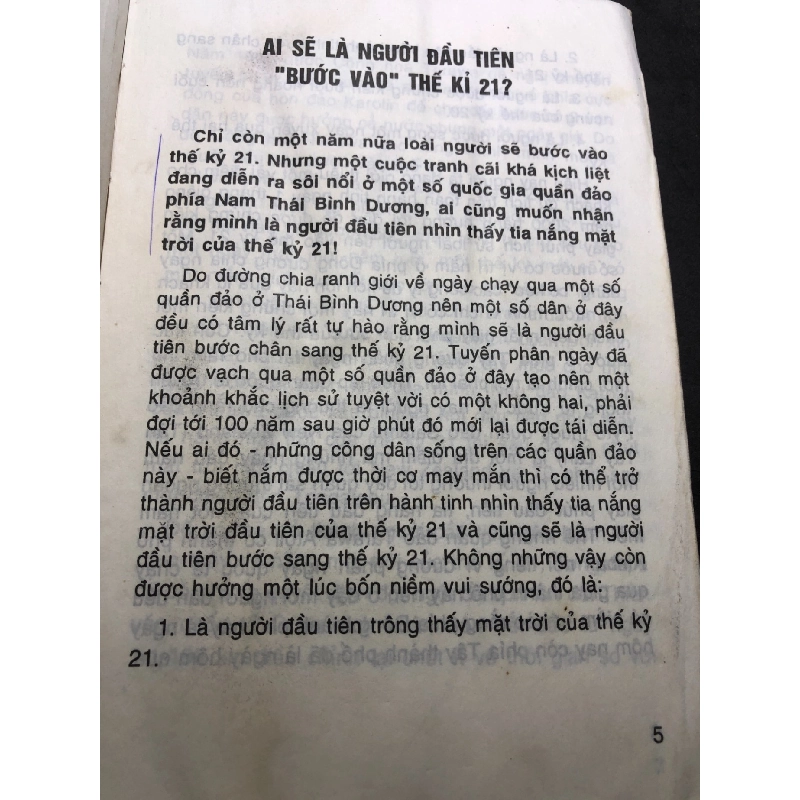 AI SẼ LÀ NGƯỜI ĐẦU TIÊN
"BƯỚC VÀO" THẾ KỈ 21?
Chỉ còn một năm nữa loài người sẽ bước vào
thế kỷ 21. Nhưng một cuộc tranh cãi khá kịch liệt
đang diễn ra sôi nổi ở một số quốc gia quần đảo
phía Nam Thái Bình Dương, ai cũng muốn nhận
rằng mình là người đầu tiên nhìn thấy tia nắng mặt
trời của thế kỷ 21!
Do đường chia ranh giới về ngày chạy qua một số
quần đảo ở Thái Bình Dương nên một số dân ở đây
đều có tâm lý rất tự hào rằng mình sẽ là người đầu
tiên bước chân sang thế kỷ 21. Tuyến phân ngày đã
được vạch qua một số quần đảo ở đây tạo nên một
khoảnh khắc lịch sử tuyệt vời có một không hai, phải
đợi tới 100 năm sau giờ phút đó mới lại được tái diễn.
Nếu ai đó - những công dân sống trên các quần đảo
này - biết nắm được thời cơ may mắn thì có thể trở
thành người đầu tiên trên hành tinh nhìn thấy tia nắng
mặt trời đầu tiên của thế kỷ 21 và cũng sẽ là người
đầu tiên bước sang thế kỷ 21. Không những vậy còn
được hưởng một lúc bốn niềm vui sướng, đó là:
1. Là người đầu tiên trông thấy mặt trời của thế kỷ
21.
5